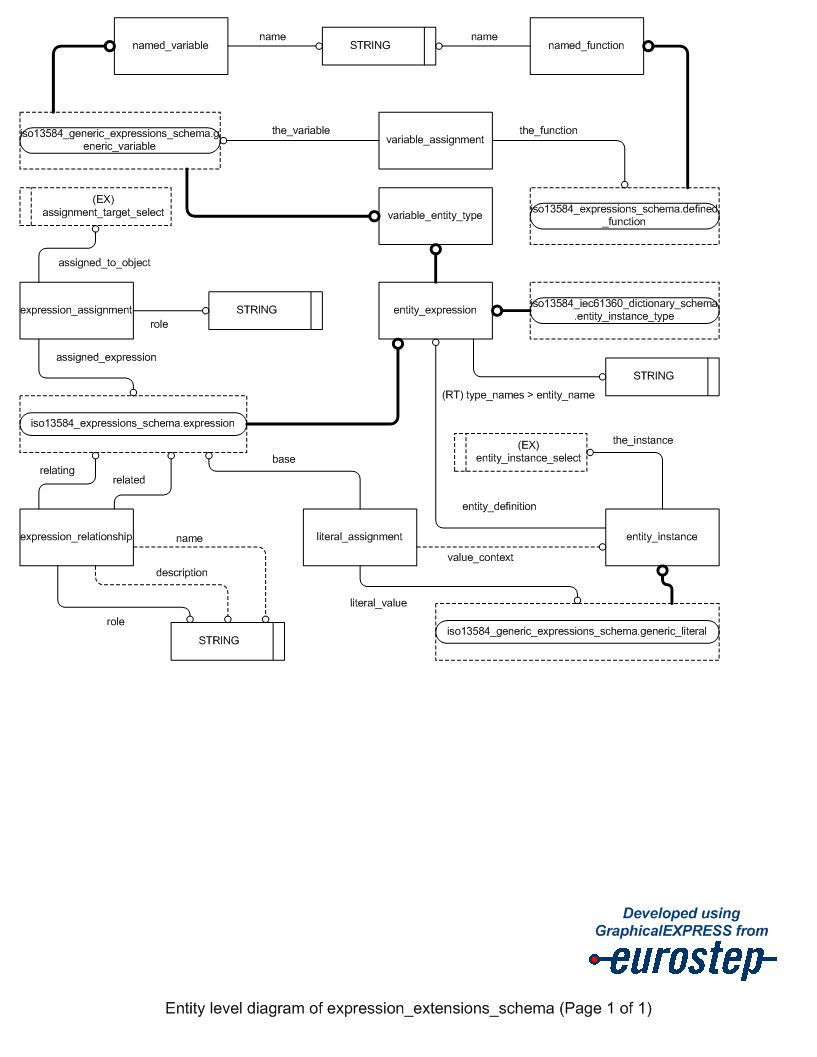 named_variable
name
STRING
name
named_function
iso13584_generic_expressions_schema.g
eneric_variable
the_variable
variable_assignment
the_function
(EX)
assignment_target_select
variable_entity_type
iso13584_expressions_schema.defined
_function
assigned_to_object
expression_assignment
role
STRING
entity_expression
iso13584_iec61360_dictionary_schema
.entity_instance_type
assigned_expression
STRING
(RT) type_names > entity_name
iso13584_expressions_schema.expression
(EX)
entity_instance_select
the_instance
relating
related
base
entity_definition
expression_relationship
name
literal_assignment
entity_instance
value_context
description
literal_value
role
STRING
iso13584_generic_expressions_schema.generic_literal
Developed using
GraphicalEXPRESS from
eurostep
Entity level diagram of expression_extensions_schema (Page 1 of 1)